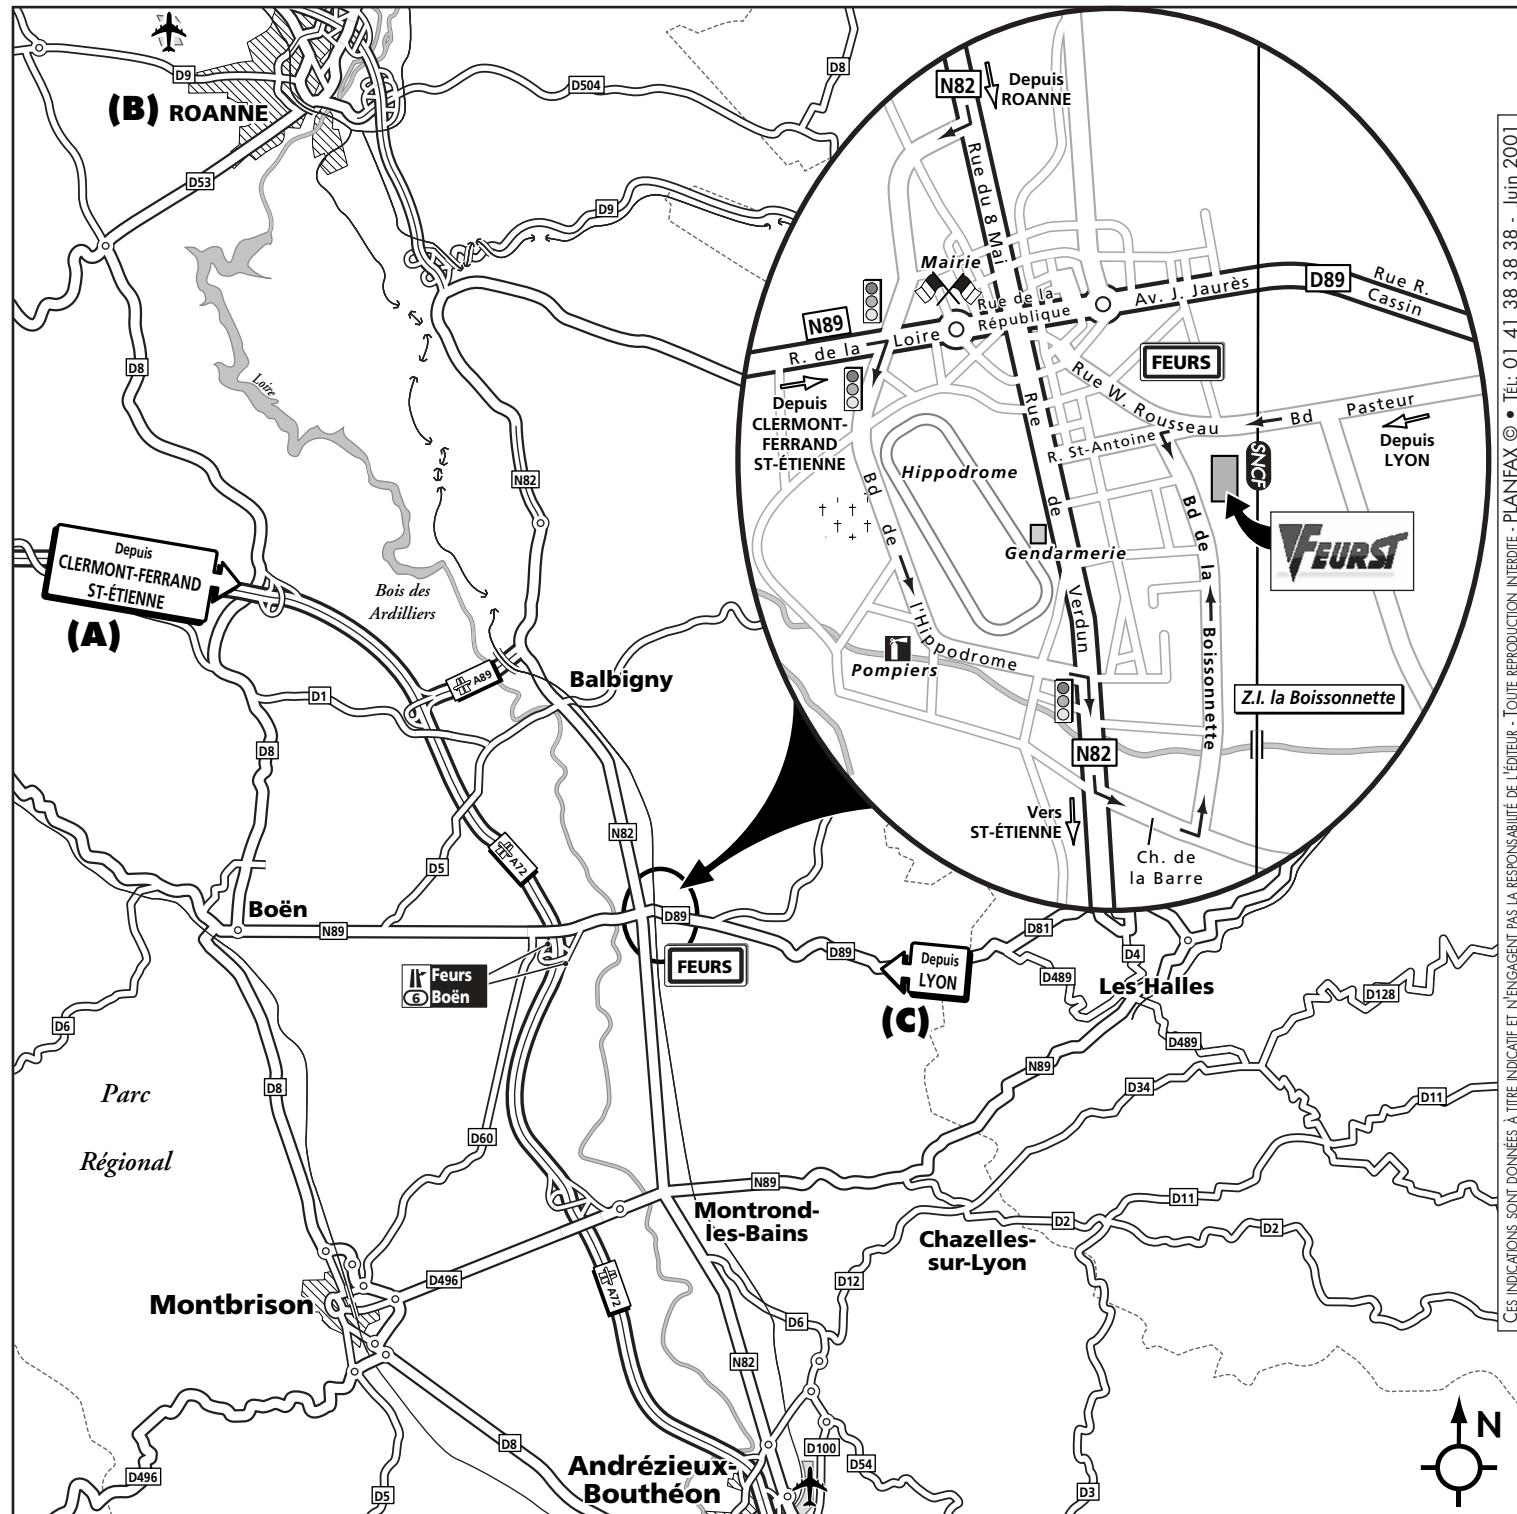 D9
(B) ROANNE
D504
D8
D53
D9
D8
Loire
N82
Depuis
CLERMONT-FERRAND
ST-ÉTIENNE
(A)
Bois des
Ardilliers
A89
Balbigny
D1
D8
N82
D5
A72
Boën
N89
D89
FEURS
Feurs
6 Boën
D89
Depuis
LYON
(C)
D81
D4
D489
Les Halles
D128
D489
D6
N89
D34
D11
Parc
Régional
D8
D60
N89
D11
Montrond-
les-Bains
D2
D2
Chazelles-
sur-Lyon
D496
D12
Montbrison
A72
D6
N82
D8
D100
D54
Andrézieux-
Bouthéon
D496
D5
D3
N
N82
Depuis
ROANNE
Rue du 8 Mai
Mairie
Rue de la
République
Av. J. Jaurès
D89
Rue R.
Cassin
N89
R. de la Loire
FEURS
Depuis
CLERMONT-
FERRAND
ST-ÉTIENNE
Rue W. Rousseau
Bd Pasteur
Depuis
LYON
R. St-Antoine
SNCF
Hippodrome
Rue de Verdun
Bd de l'Hippodrome
Bd de la Boissonnette
Gendarmerie
FEURST
Pompiers
Z.I. la Boissonnette
N82
Vers
ST-ÉTIENNE
Ch. de
la Barre
CES INDICATIONS SONT DONNÉES À TITRE INDICATIF ET N'ENGAGENT PAS LA RESPONSABILITÉ DE L'ÉDITEUR - TOUTE REPRODUCTION INTERDITE - PLANFAX © • TÉL: 01 41 38 38 38 - Juin 2001